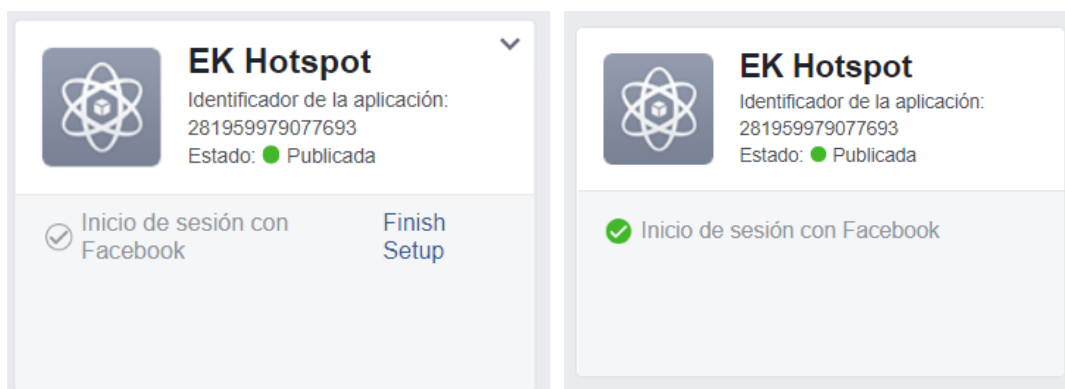 EK Hotspot
Identificador de la aplicación:
281959979077693
Estado: Publicada
Inicio de sesión con
Facebook
Finish
Setup
EK Hotspot
Identificador de la aplicación:
281959979077693
Estado: Publicada
Inicio de sesión con Facebook